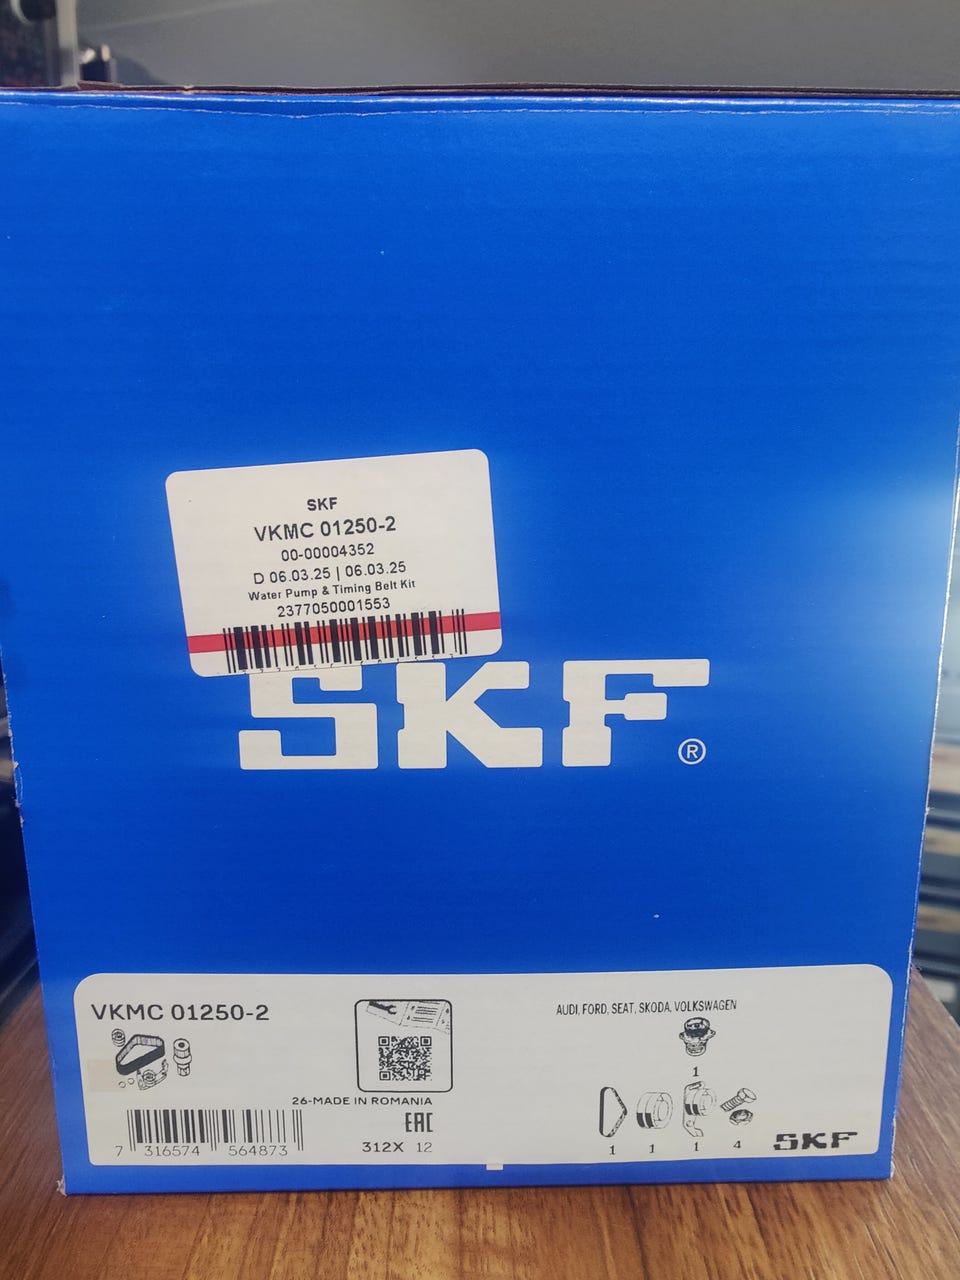 SKF
VKMC 01250-2
00-00004352
D 06.03.25 | 06.03.25
Water Pump & Timing Belt Kit
2377050001553
SKF ®
VKMC 01250-2
AUDI, FORD, SEAT, SKODA, VOLKSWAGEN
1
26-MADE IN ROMANIA
EAC
312X 12
7 316574 564873
1 1 1 4
SKF